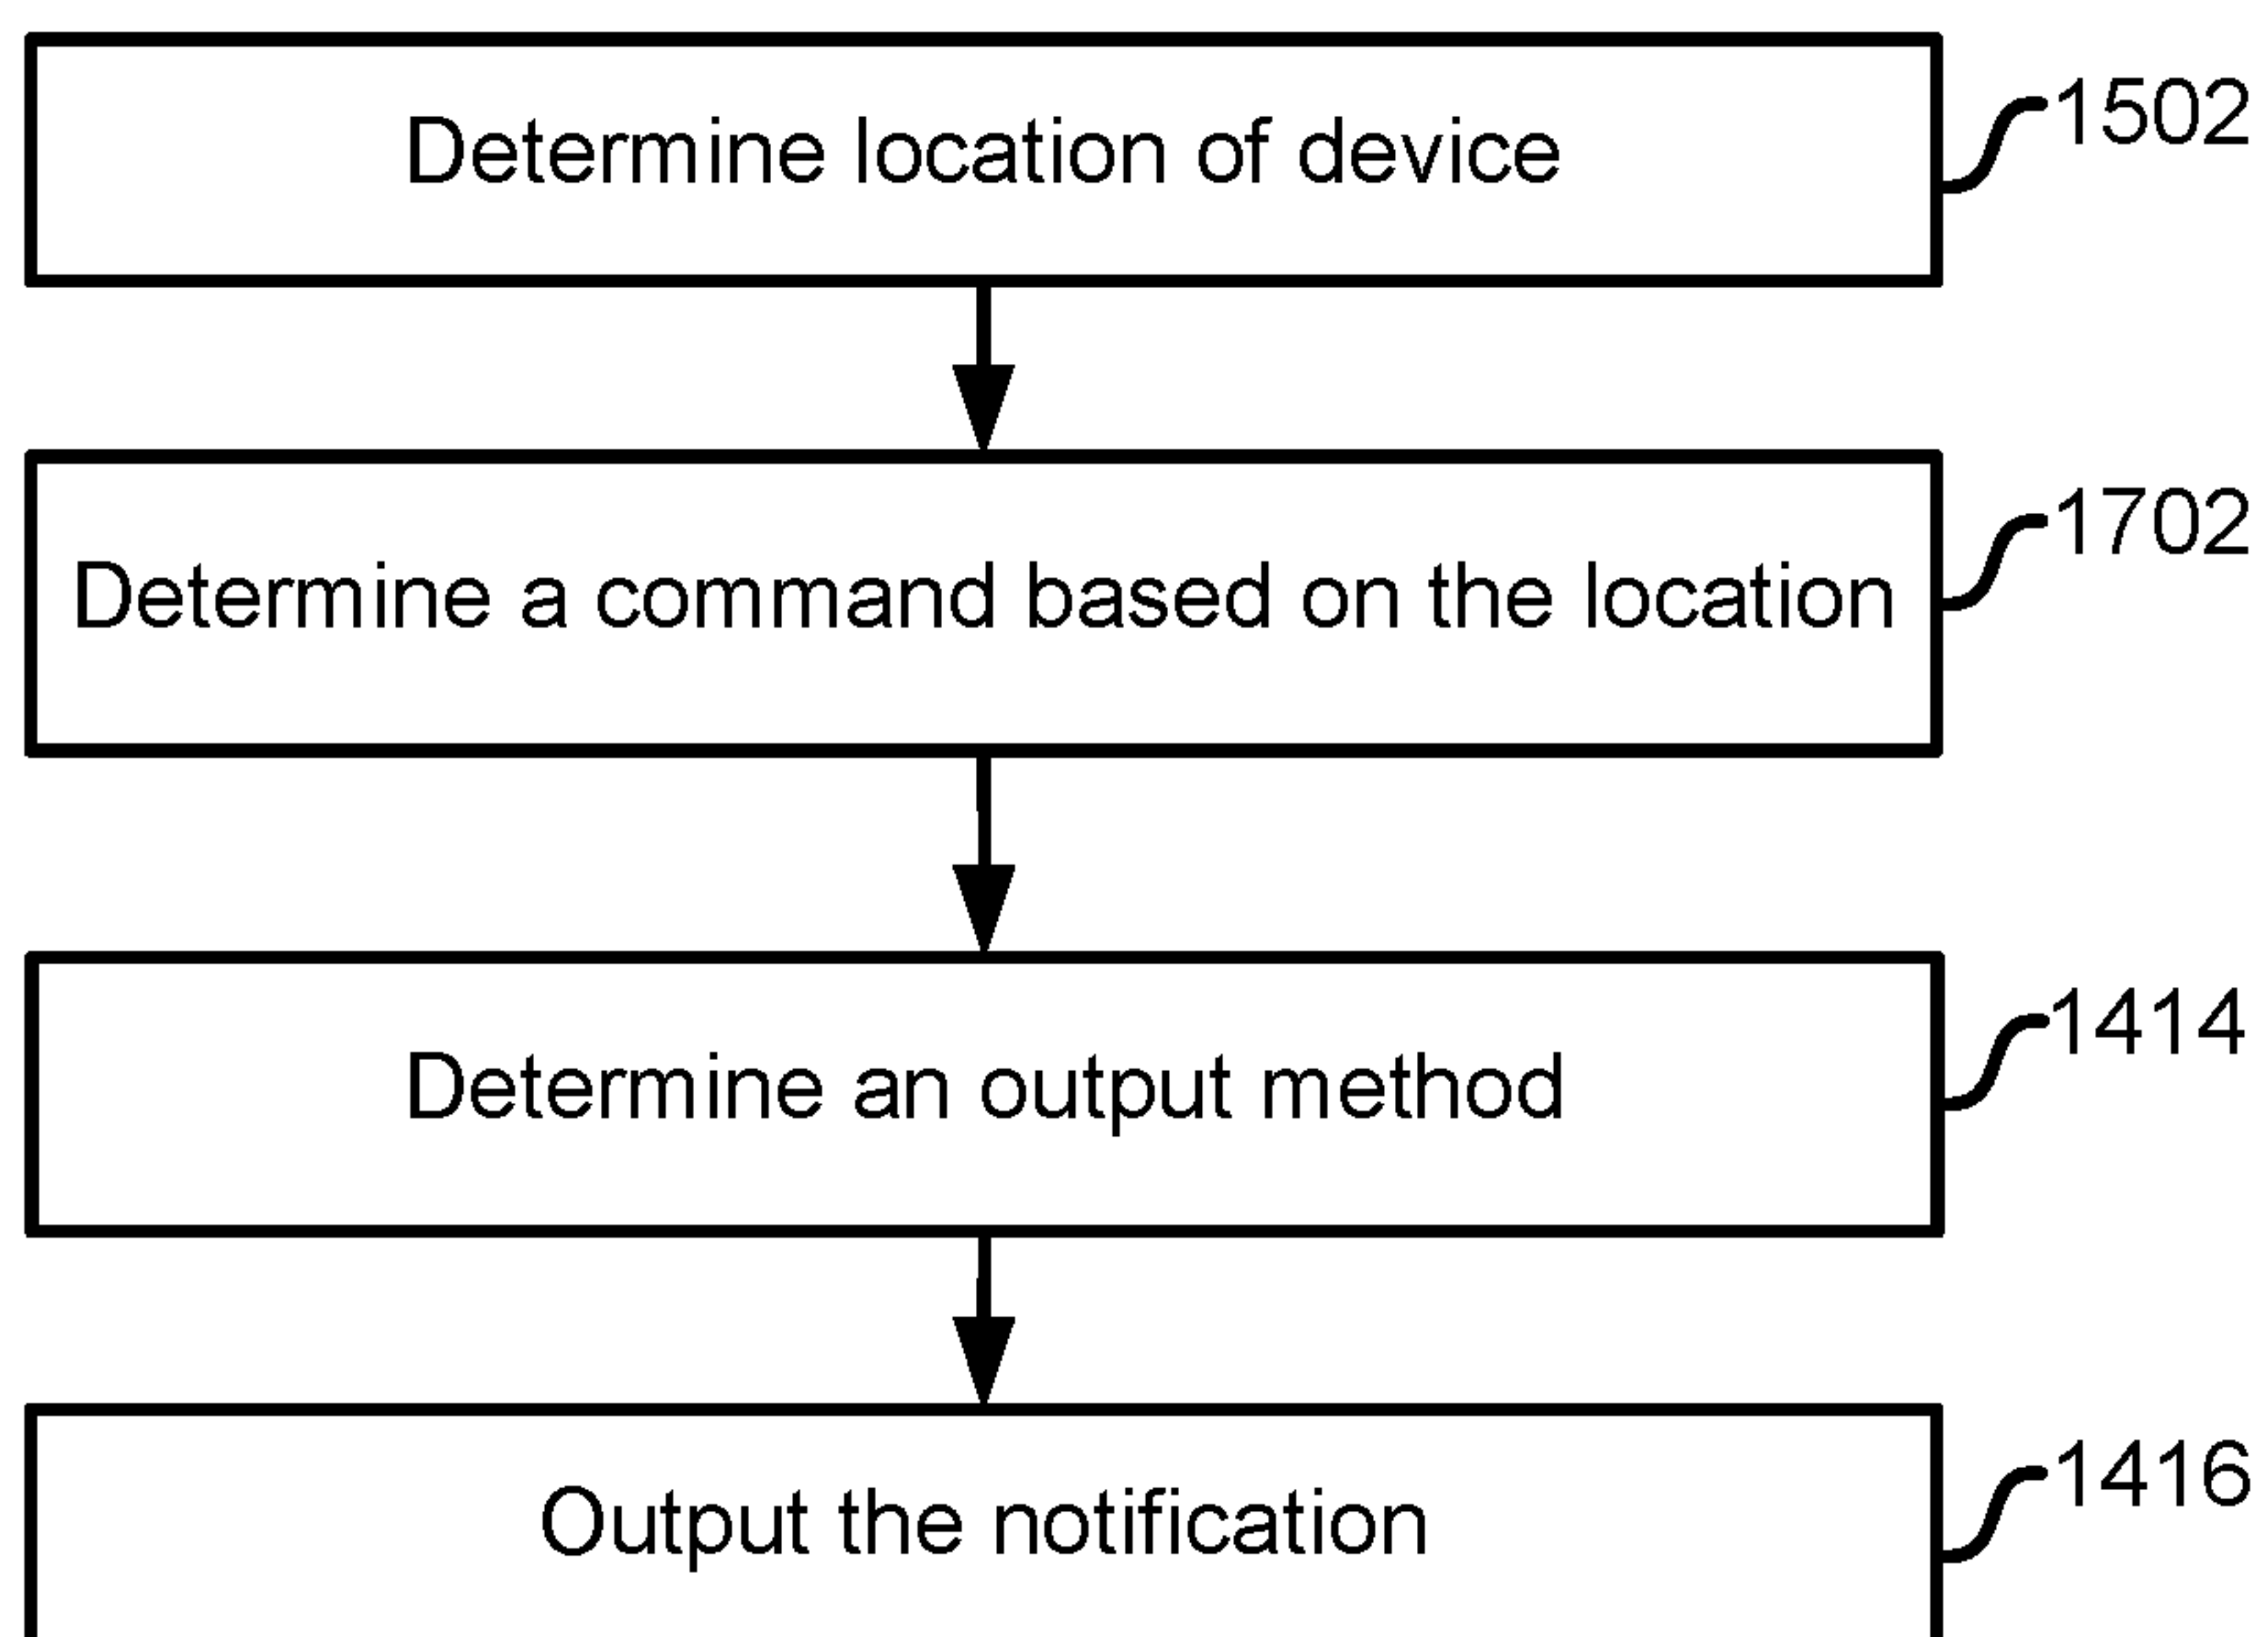 Determine location of device
1502
Determine a command based on the location
1702
Determine an output method
1414
Output the notification
1416